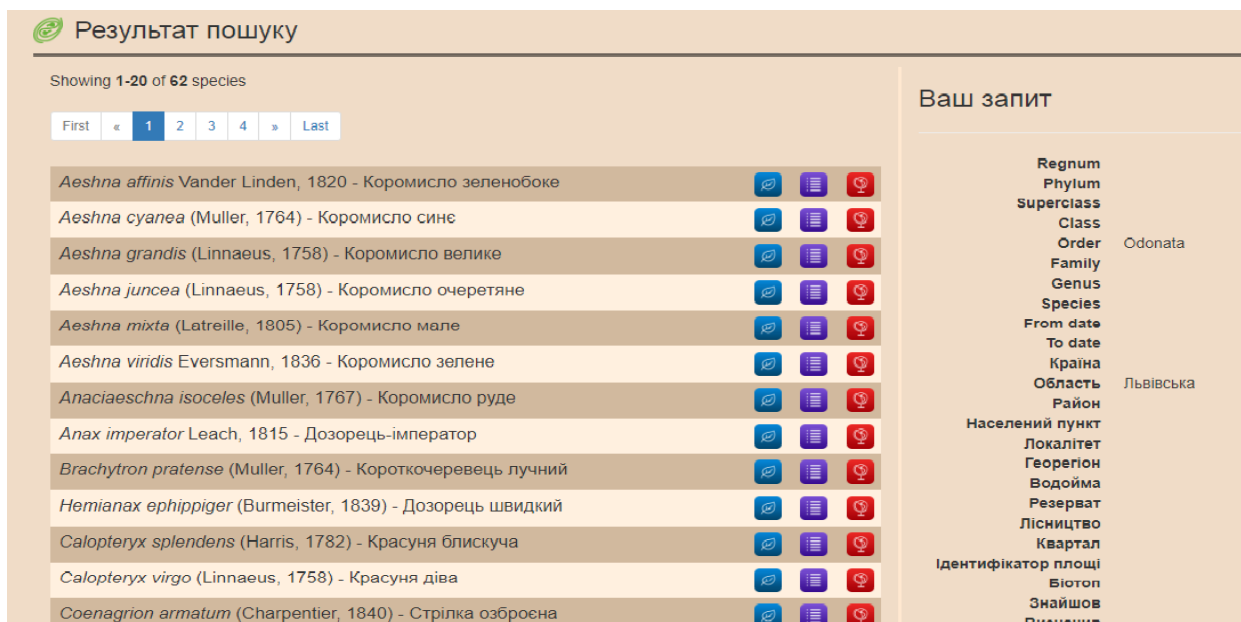 Результат пошуку
Showing 1-20 of 62 species
First « 1 2 3 4 » Last
Aeshna affinis Vander Linden, 1820 - Коромисло зеленобоке
Aeshna cyanea (Muller, 1764) - Коромисло синє
Aeshna grandis (Linnaeus, 1758) - Коромисло велике
Aeshna juncea (Linnaeus, 1758) - Коромисло очеретяне
Aeshna mixta (Latreille, 1805) - Коромисло мале
Aeshna viridis Eversmann, 1836 - Коромисло зелене
Anaciaeschna isoceles (Muller, 1767) - Коромисло руде
Anax imperator Leach, 1815 - Дозорець-імператор
Brachytron pratense (Muller, 1764) - Короткочеревець лучний
Hemianax ephippiger (Burmeister, 1839) - Дозорець швидкий
Calopteryx splendens (Harris, 1782) - Красуня блискуча
Calopteryx virgo (Linnaeus, 1758) - Красуня діва
Coenagrion armatum (Charpentier, 1840) - Стрілка озброєна
Ваш запит
Regnum
Phylum
Superclass
Class
Order Odonata
Family
Genus
Species
From date
To date
Країна
Область Львівська
Район
Населений пункт
Локалітет
Георегіон
Водойма
Резерват
Лісництво
Квартал
Ідентифікатор площі
Біотоп
Знайшов